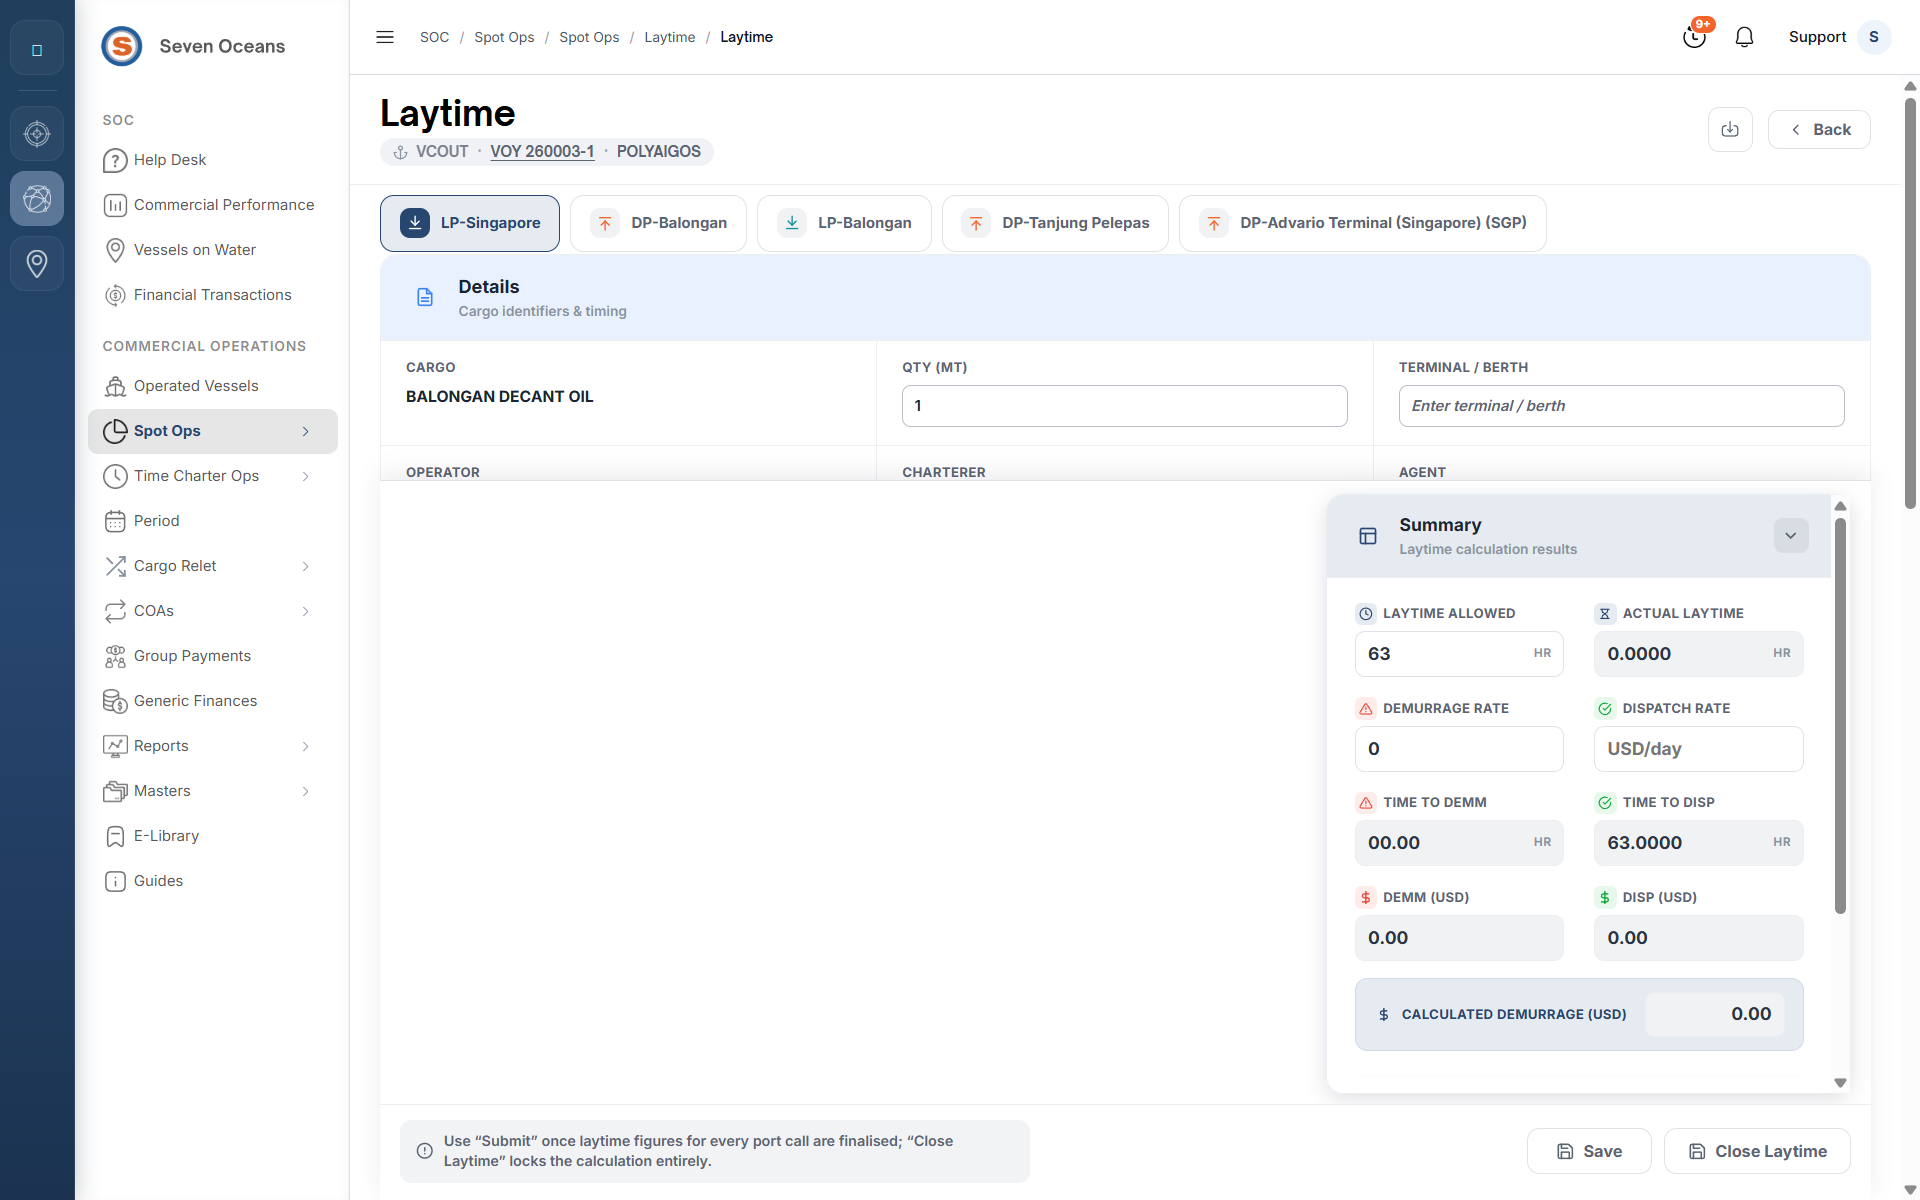 Seven Oceans
SOC
Help Desk
Commercial Performance
Vessels on Water
Financial Transactions
COMMERCIAL OPERATIONS
Operated Vessels
Spot Ops
Time Charter Ops
Period
Cargo Relet
COAs
Group Payments
Generic Finances
Reports
Masters
E-Library
Guides
SOC / Spot Ops / Spot Ops / Laytime / Laytime
9+
Support S
Laytime
VCOUT · VOY 260003-1 · POLYAIGOS
Back
LP-Singapore
DP-Balongan
LP-Balongan
DP-Tanjung Pelepas
DP-Advario Terminal (Singapore) (SGP)
Details
Cargo identifiers & timing
CARGO
BALONGAN DECANT OIL
QTY (MT)
1
TERMINAL / BERTH
Enter terminal / berth
OPERATOR
CHARTERER
AGENT
Summary
Laytime calculation results
LAYTIME ALLOWED
63 HR
ACTUAL LAYTIME
0.0000 HR
DEMURRAGE RATE
0
DISPATCH RATE
USD/day
TIME TO DEMM
00.00 HR
TIME TO DISP
63.0000 HR
DEMM (USD)
0.00
DISP (USD)
0.00
CALCULATED DEMURRAGE (USD) 0.00
Use “Submit” once laytime figures for every port call are finalised; “Close
Laytime” locks the calculation entirely.
Save
Close Laytime